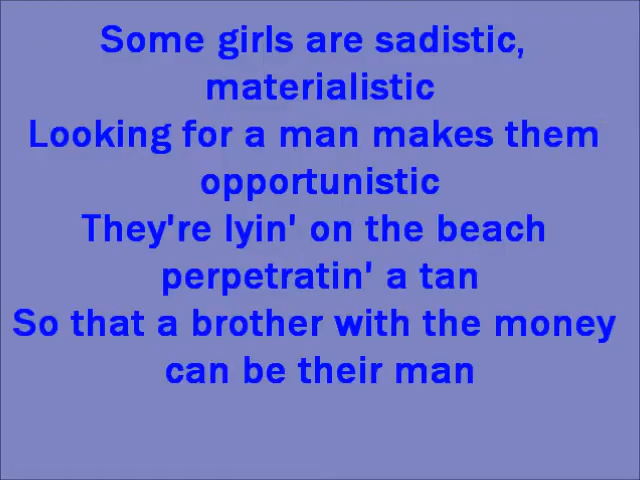 Some girls are sadistic,
materialistic
Looking for a man makes them
opportunistic
They're lyin' on the beach
perpetratin' a tan
So that a brother with the money
can be their man